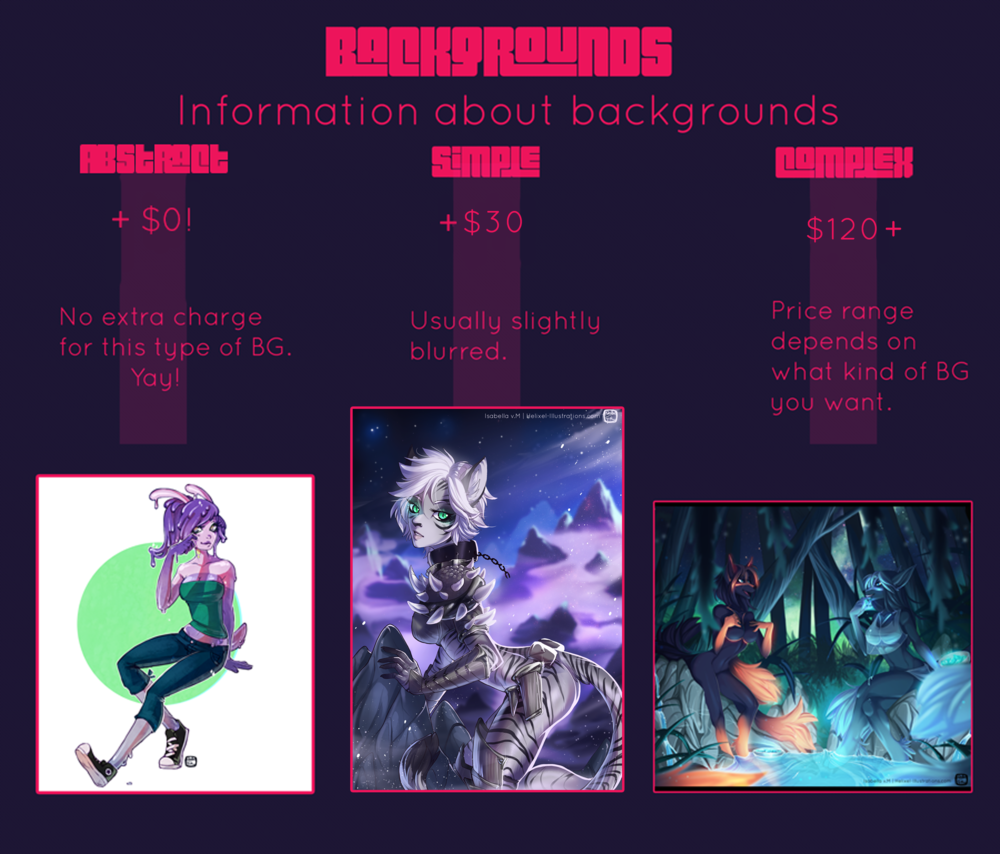 BACKGROUNDS
Information about backgrounds
ABSTRACT
+ $0!
No extra charge
for this type of BG.
Yay!
SIMPLE
+$30
Usually slightly
blurred.
Isabella v.M | Helixel-Illustrations.com
COMPLEX
$120+
Price range
depends on
what kind of BG
you want.